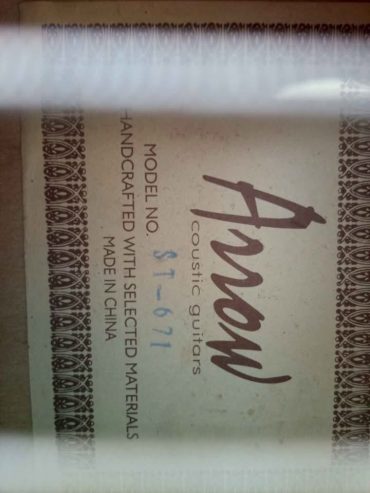 Arrow
coustic guitars
MODEL NO. ST-671
HANDCRAFTED WITH SELECTED MATERIALS
MADE IN CHINA